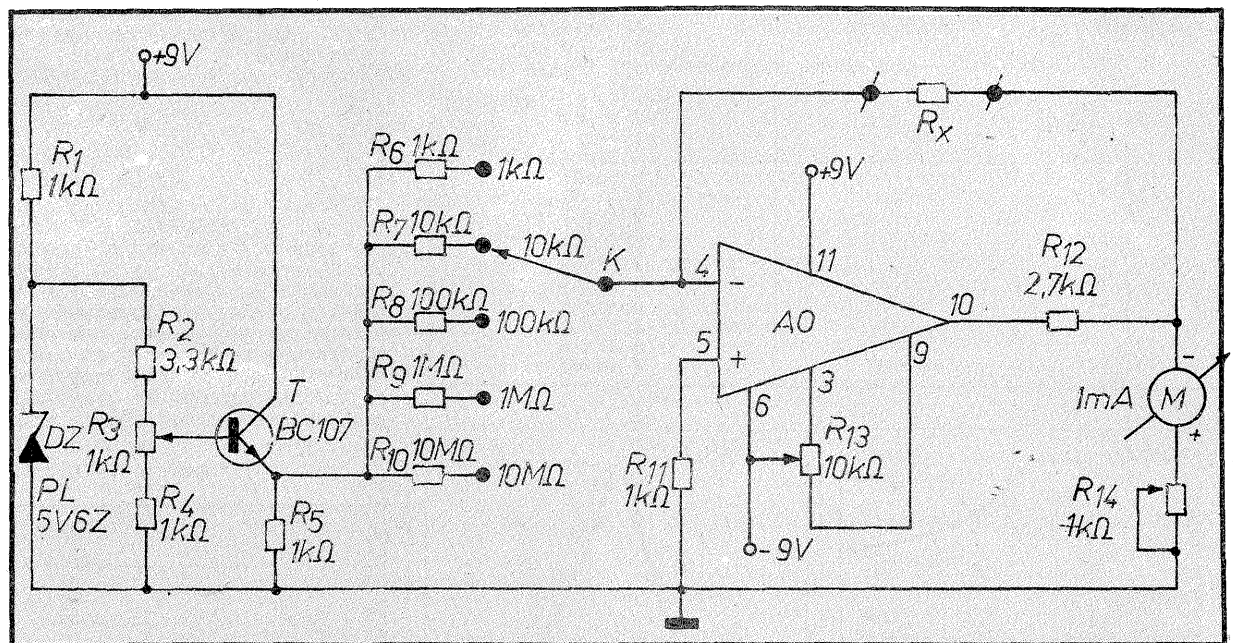 +9V
R1
1kΩ
R2
3,3kΩ
DZ
PL
5V6Z
R3
1kΩ
R4
1kΩ
T
BC107
R5
1kΩ
R6 1kΩ
1kΩ
R7 10kΩ
10kΩ
R8 100kΩ
100kΩ
R9 1MΩ
1MΩ
R10 10MΩ
10MΩ
K
Rx
+9V
4
-
11
AO
10
5
+
9
3
6
R11
1kΩ
R13
10kΩ
-9V
R12
2,7kΩ
-
1mA
M
+
R14
1kΩ